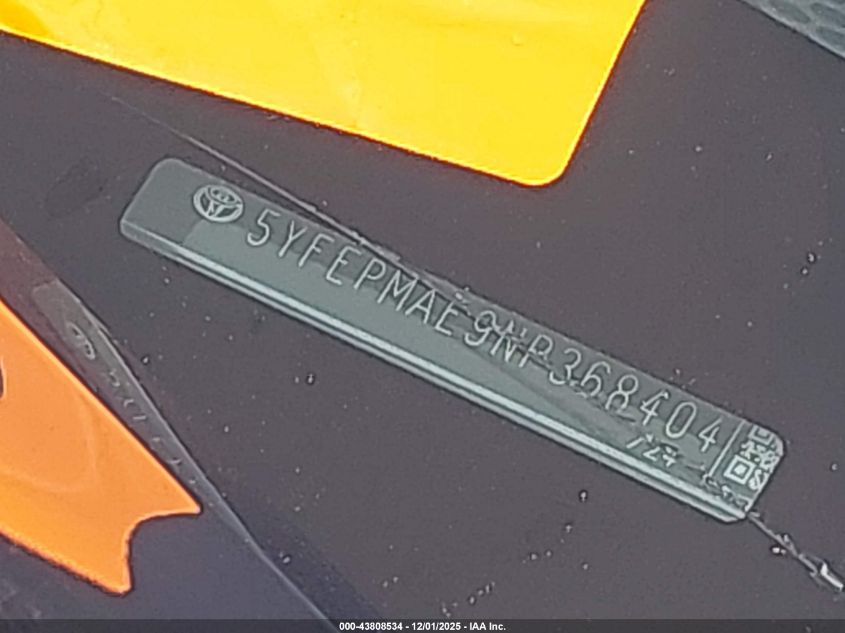 5YFEPMAE9NP368404
000-43808534 - 12/01/2025 - IAA Inc.